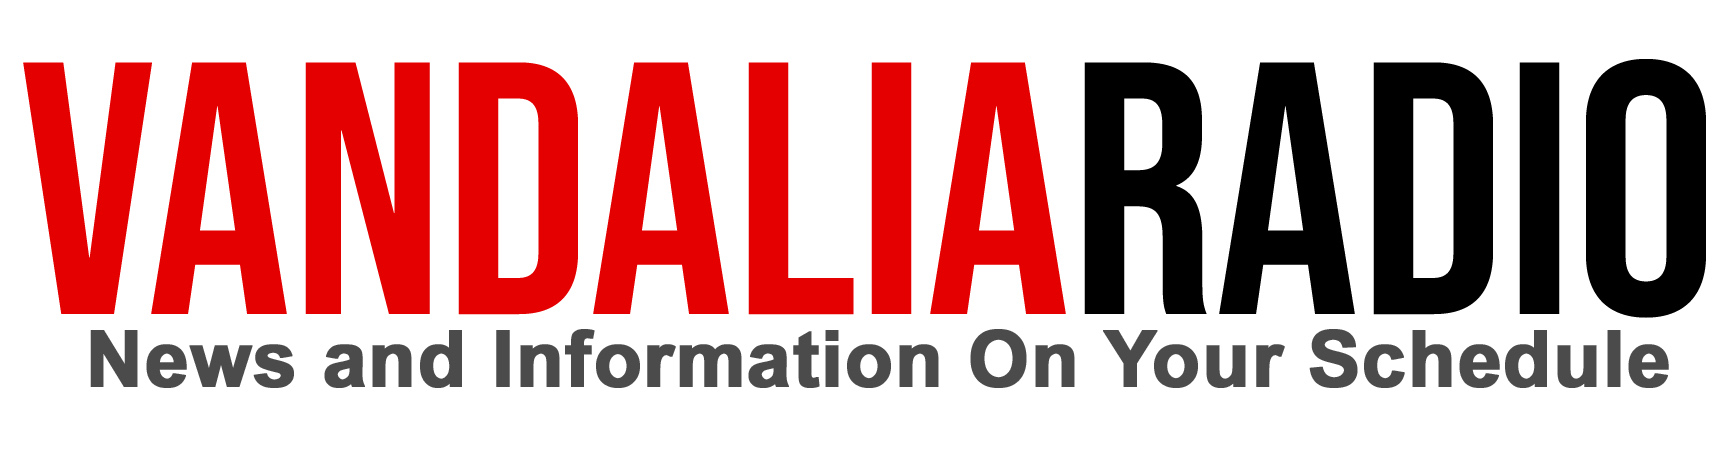 VANDALIARADIO
News and Information On Your Schedule